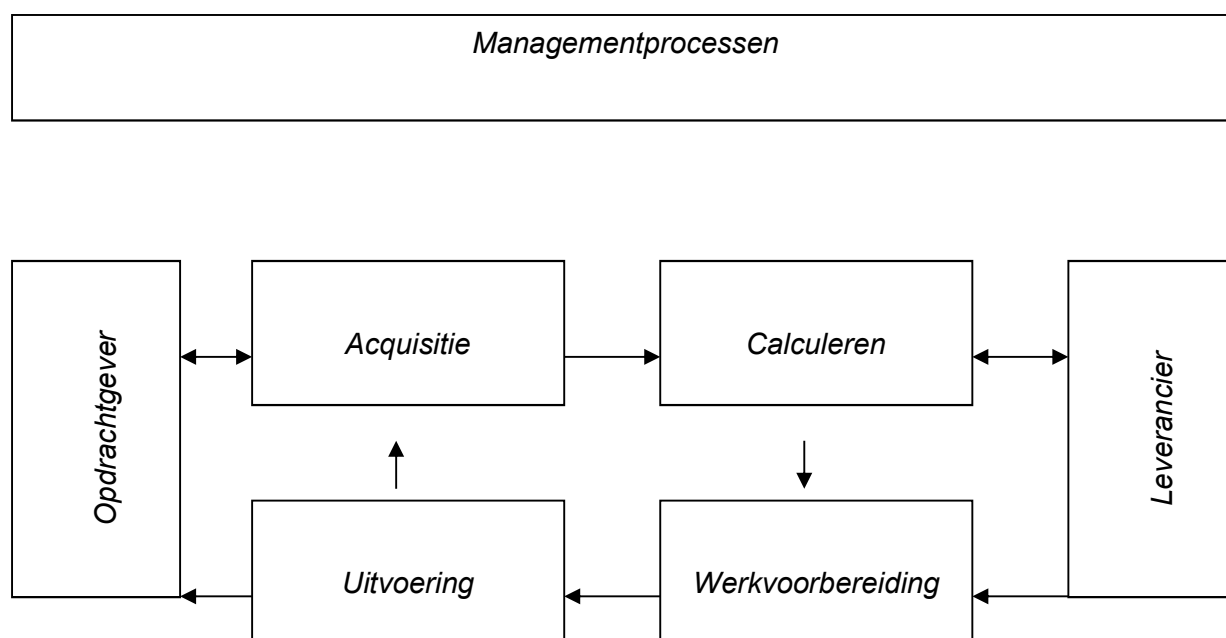 Managementprocessen
Opdrachtgever
Acquisitie
Calculeren
Leverancier
Uitvoering
Werkvoorbereiding